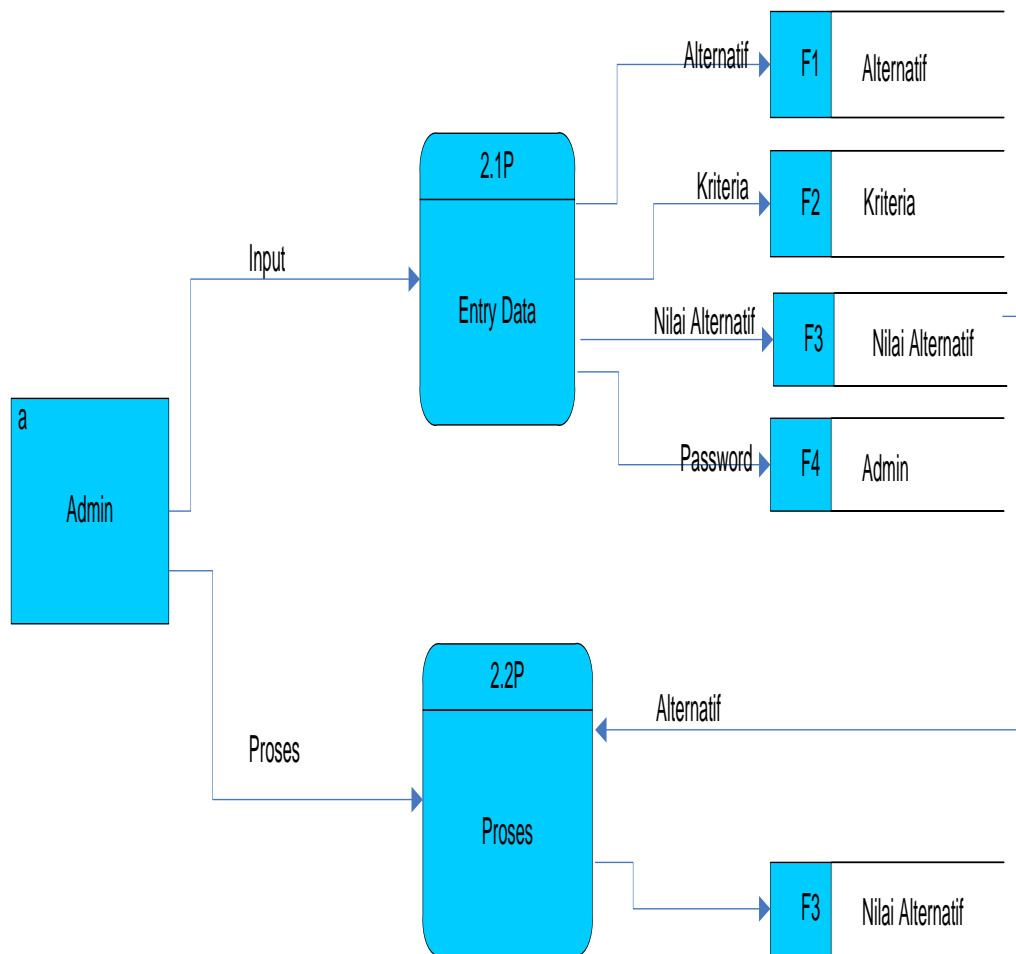 Alternatif
F1
Alternatif
2.1P
Kriteria
F2
Kriteria
Input
Entry Data
Nilai Alternatif
F3
Nilai Alternatif
a
Admin
Password
F4
Admin
2.2P
Alternatif
Proses
Proses
F3
Nilai Alternatif